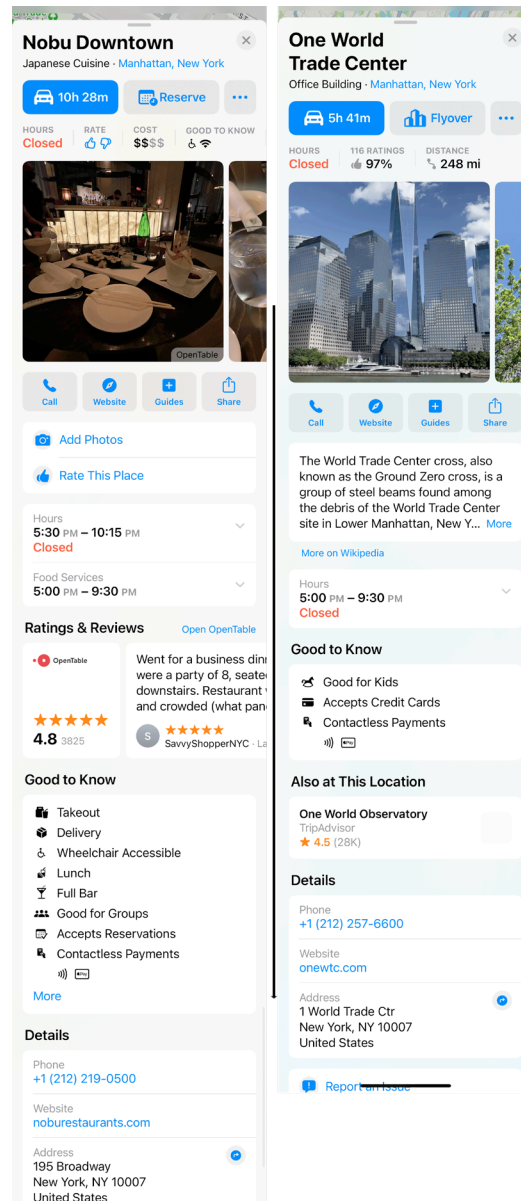 Nobu Downtown
Japanese Cuisine · Manhattan, New York
10h 28m
Reserve
HOURS
RATE
COST
GOOD TO KNOW
Closed
$$$$
OpenTable
Call
Website
Guides
Share
Add Photos
Rate This Place
Hours
5:30 PM – 10:15 PM
Closed
Food Services
5:00 PM – 9:30 PM
Ratings & Reviews
Open OpenTable
OpenTable
4.8 3825
Went for a business din
were a party of 8, seate
downstairs. Restaurant
and crowded (what pan
S
SavvyShopperNYC · La
Good to Know
Takeout
Delivery
Wheelchair Accessible
Lunch
Full Bar
Good for Groups
Accepts Reservations
Contactless Payments
Pay
More
Details
Phone
+1 (212) 219-0500
Website
noburestaurants.com
Address
195 Broadway
New York, NY 10007
United States
One World
Trade Center
Office Building · Manhattan, New York
5h 41m
Flyover
HOURS
116 RATINGS
DISTANCE
Closed
97%
248 mi
Call
Website
Guides
Share
The World Trade Center cross, also
known as the Ground Zero cross, is a
group of steel beams found among
the debris of the World Trade Center
site in Lower Manhattan, New Y... More
More on Wikipedia
Hours
5:00 PM – 9:30 PM
Closed
Good to Know
Good for Kids
Accepts Credit Cards
Contactless Payments
Pay
Also at This Location
One World Observatory
TripAdvisor
4.5 (28K)
Details
Phone
+1 (212) 257-6600
Website
onewtc.com
Address
1 World Trade Ctr
New York, NY 10007
United States
Report an Issue